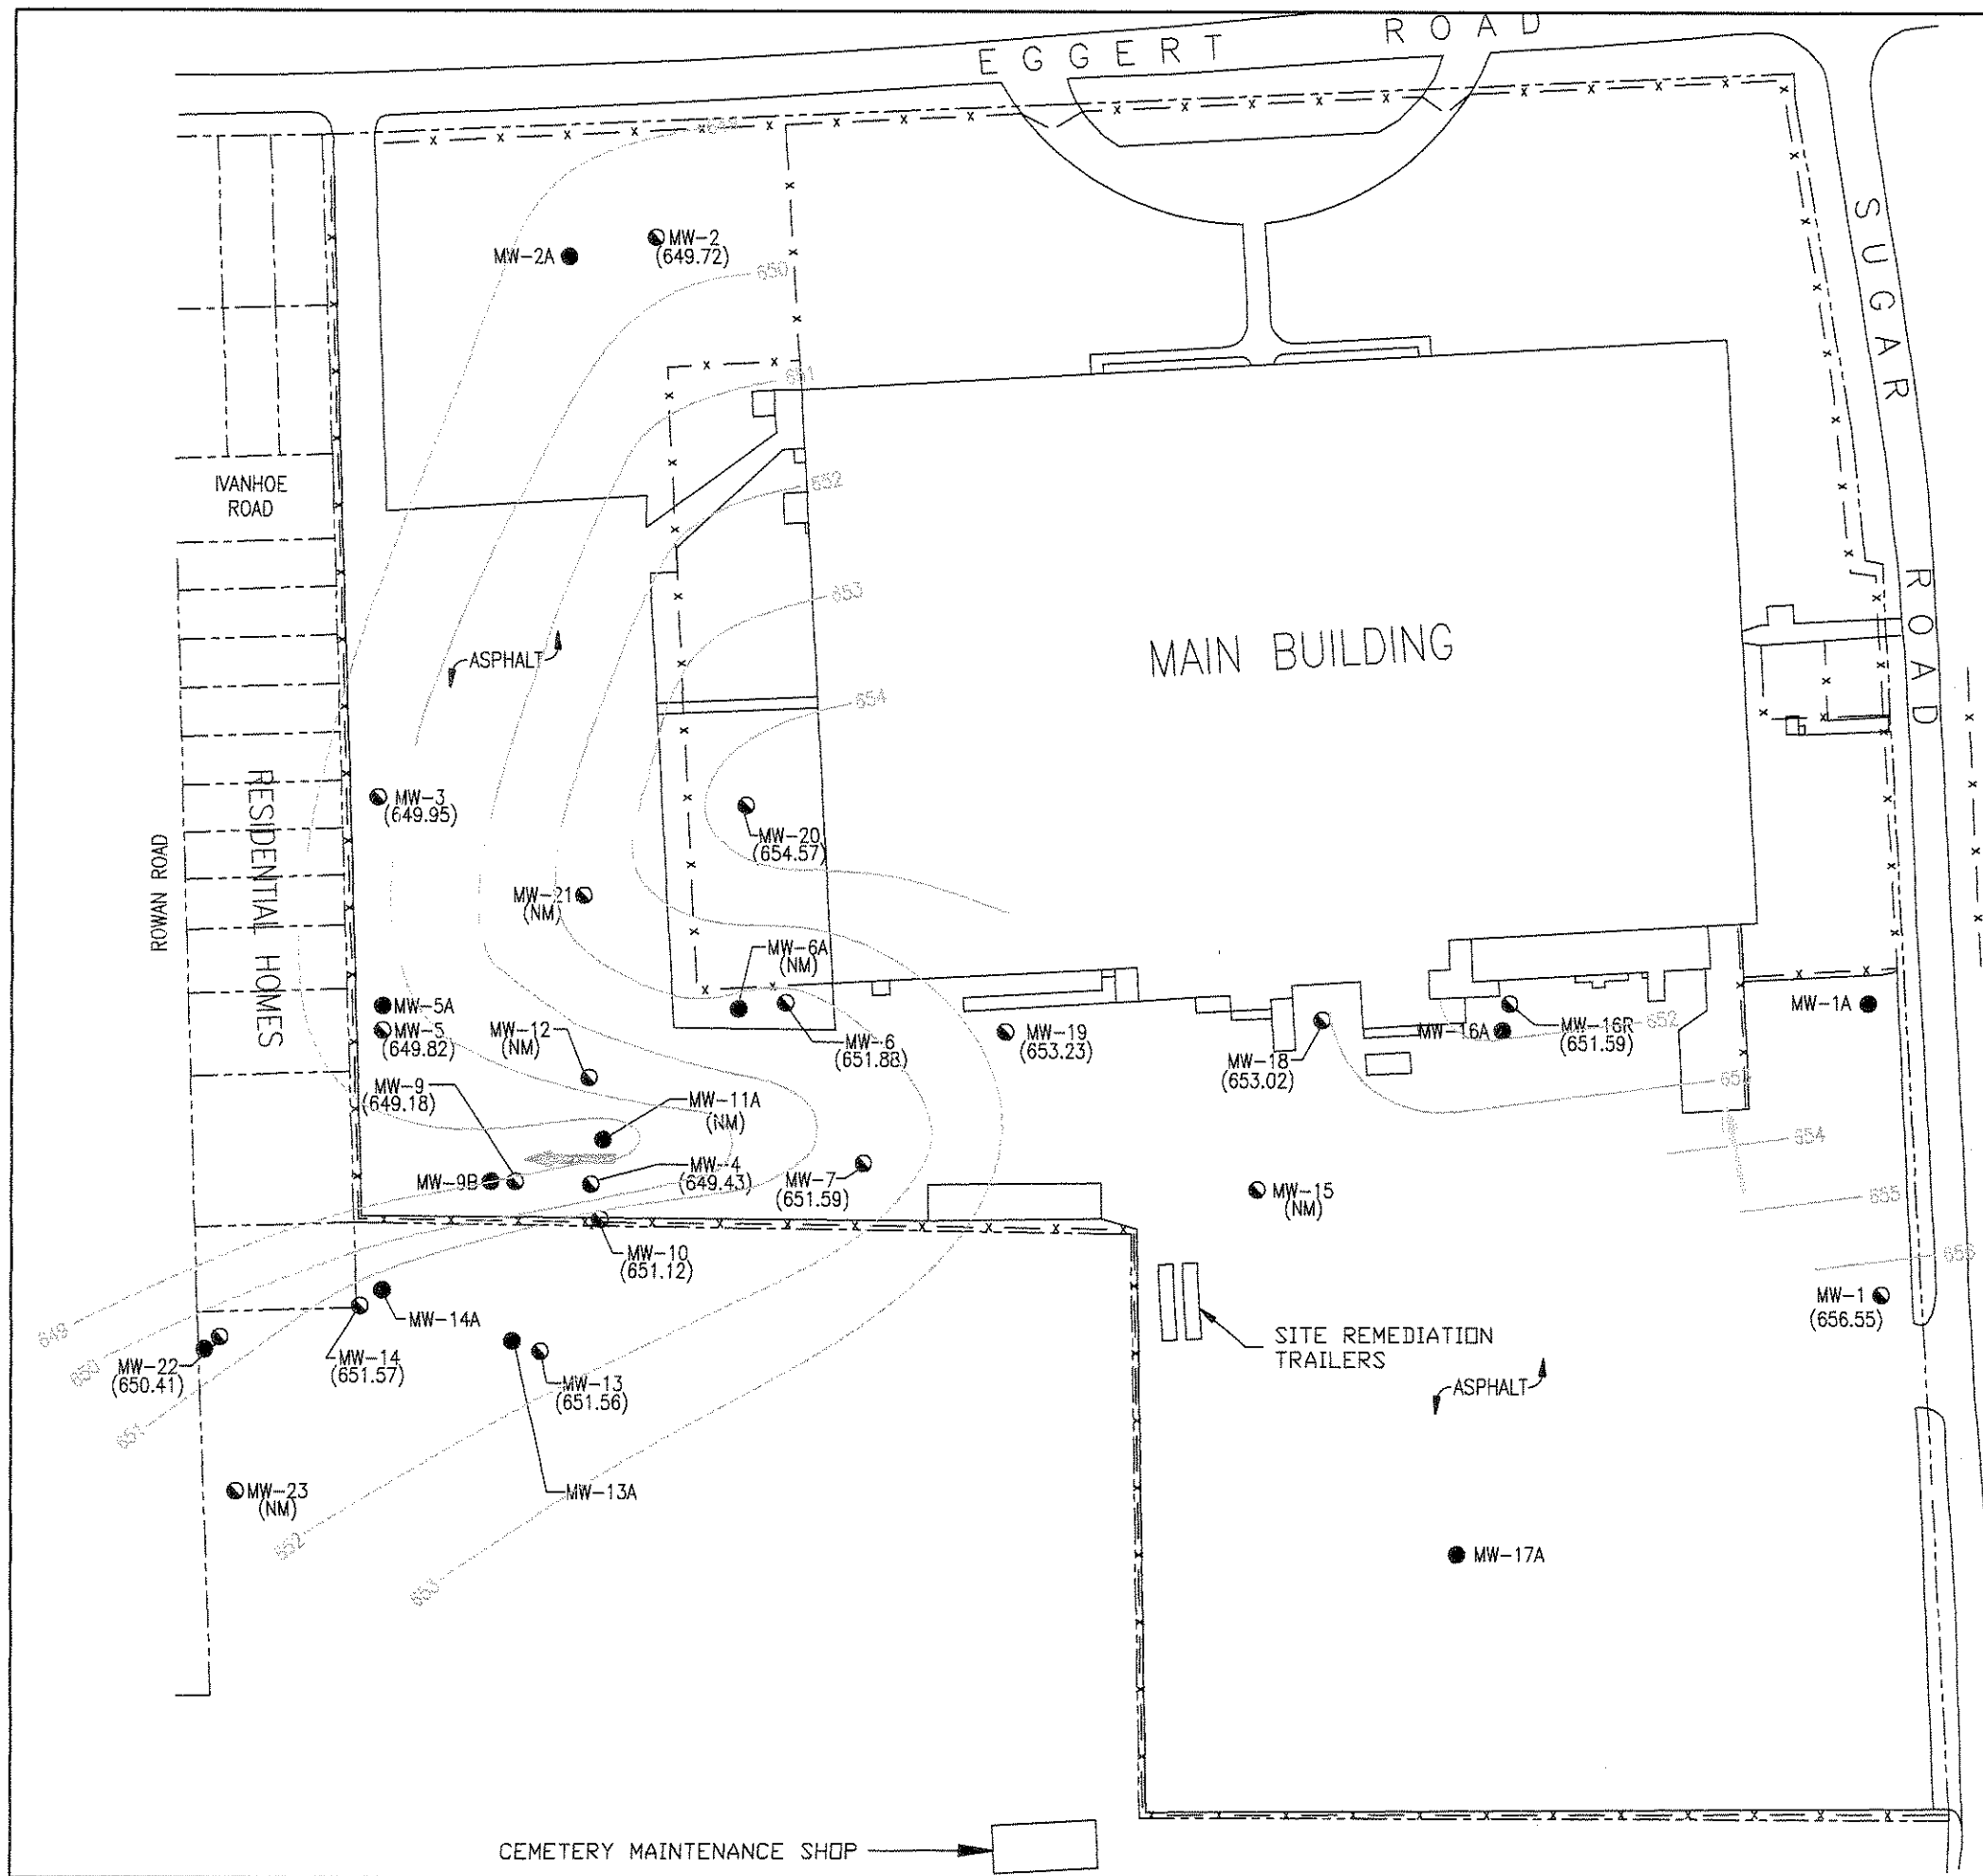 EGGERT ROAD
SUGAR ROAD
649
MW-2A
MW-2
(649.72)
650
651
IVANHOE
ROAD
652
653
ASPHALT
MAIN BUILDING
654
MW-3
(649.95)
MW-20
(654.57)
RESIDENTIAL HOMES
ROWAN ROAD
MW-21
(NM)
MW-6A
(NM)
MW-5A
MW-5
(649.82)
MW-12
(NM)
MW-6
(651.88)
MW-19
(653.23)
MW-18
(653.02)
MW-16A
MW-16R
(651.59)
652
MW-1A
653
MW-9
(649.18)
MW-11A
(NM)
654
MW-9B
MW-4
(649.43)
MW-7
(651.59)
MW-15
(NM)
655
MW-10
(651.12)
656
MW-1
(656.55)
MW-14A
649
650
651
MW-22
(650.41)
MW-14
(651.57)
MW-13
(651.56)
SITE REMEDIATION
TRAILERS
ASPHALT
MW-23
(NM)
MW-13A
652
653
MW-17A
CEMETERY MAINTENANCE SHOP